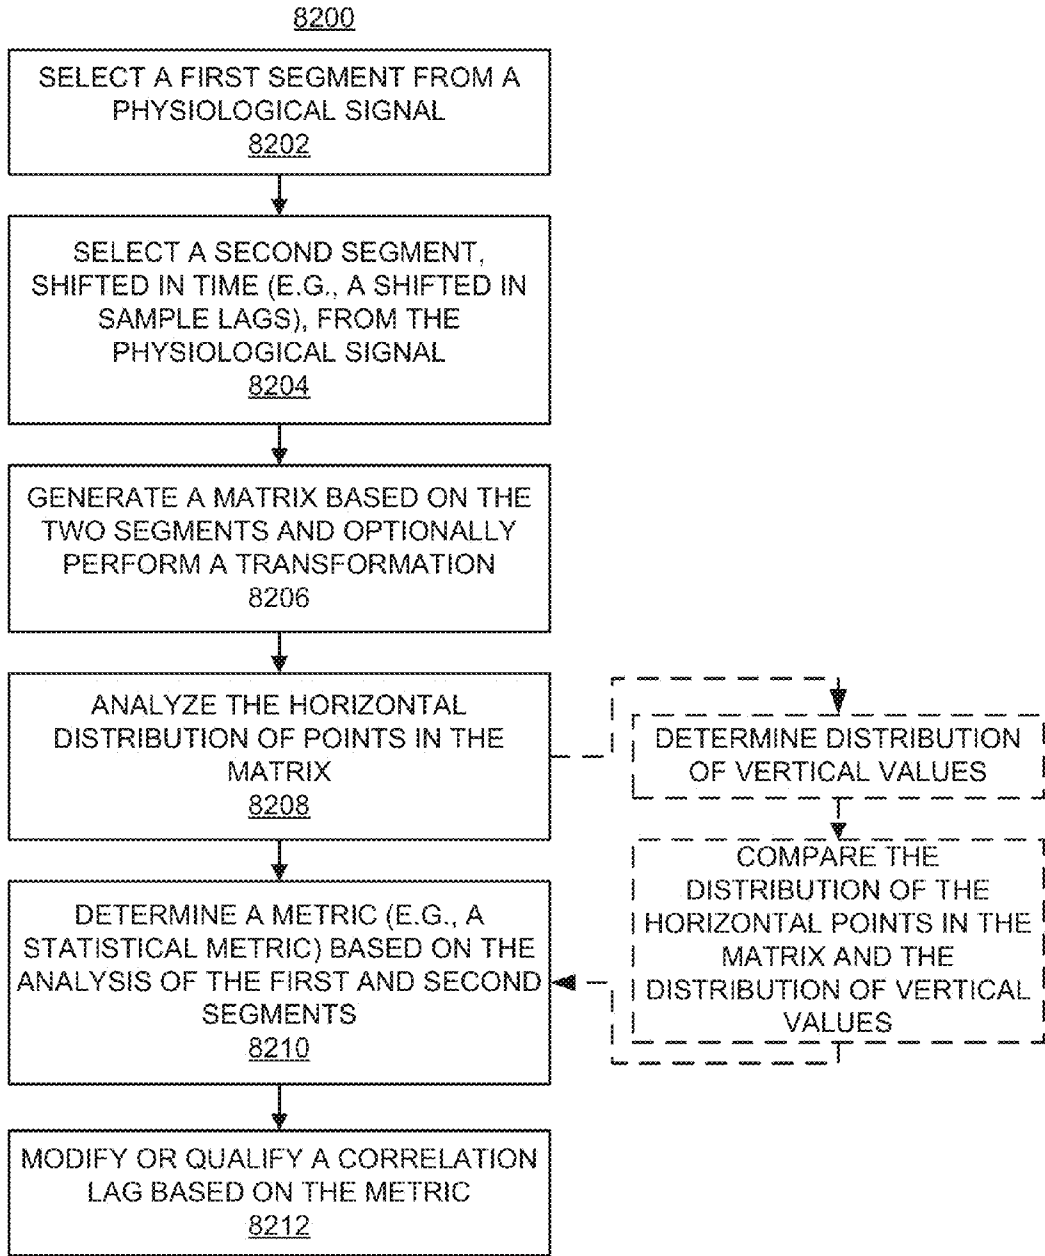 8200
SELECT A FIRST SEGMENT FROM A
PHYSIOLOGICAL SIGNAL
8202
SELECT A SECOND SEGMENT,
SHIFTED IN TIME (E.G., A SHIFTED IN
SAMPLE LAGS), FROM THE
PHYSIOLOGICAL SIGNAL
8204
GENERATE A MATRIX BASED ON THE
TWO SEGMENTS AND OPTIONALLY
PERFORM A TRANSFORMATION
8206
ANALYZE THE HORIZONTAL
DISTRIBUTION OF POINTS IN THE
MATRIX
8208
DETERMINE DISTRIBUTION
OF VERTICAL VALUES
COMPARE THE
DISTRIBUTION OF THE
HORIZONTAL POINTS IN THE
MATRIX AND THE
DISTRIBUTION OF VERTICAL
VALUES
DETERMINE A METRIC (E.G., A
STATISTICAL METRIC) BASED ON THE
ANALYSIS OF THE FIRST AND SECOND
SEGMENTS
8210
MODIFY OR QUALIFY A CORRELATION
LAG BASED ON THE METRIC
8212